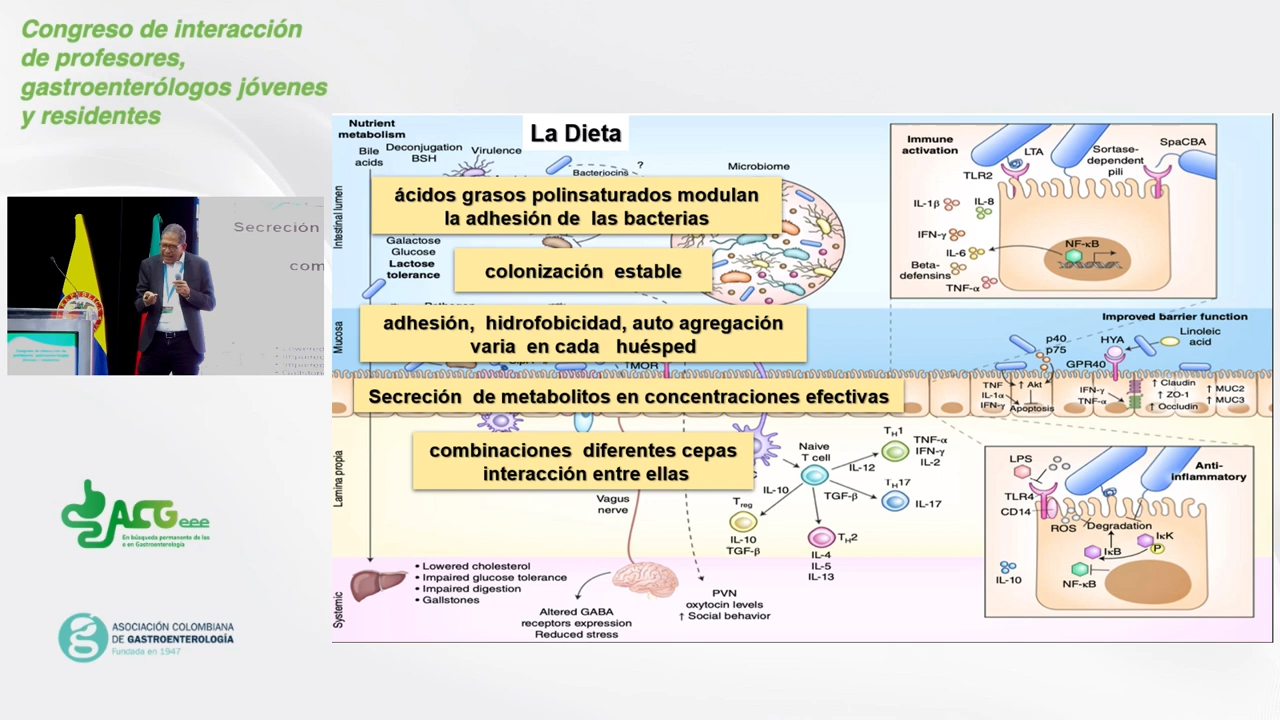 Congreso de interacción
de profesores,
gastroenterólogos jóvenes
y residentes
Secreción
com
ACGeee
En búsqueda permanente de las
e en Gastroenterología
ASOCIACIÓN COLOMBIANA
DE GASTROENTEROLOGÍA
Fundada en 1947
La Dieta
ácidos grasos polinsaturados modulan
la adhesión de las bacterias
colonización estable
adhesión, hidrofobicidad, auto agregación
varia en cada huésped
Secreción de metabolitos en concentraciones efectivas
combinaciones diferentes cepas
interacción entre ellas
Nutrient
metabolism
Bile
acids
Deconjugation
BSH
Virulence
Bacteriocins
?
Microbiome
Intestinal lumen
Galactose
Glucose
Lactose
tolerance
Mucosa
↑MOR
Lamina propia
Vagus
nerve
Naive
T cell
IL-10
IL-12
TGF-β
TH1
TNF-α
IFN-γ
IL-2
TH17
IL-17
Treg
IL-10
TGF-β
TH2
IL-4
IL-5
IL-13
Systemic
• Lowered cholesterol
• Impaired glucose tolerance
• Impaired digestion
• Gallstones
Altered GABA
receptors expression
Reduced stress
PVN
oxytocin levels
↑ Social behavior
Immune
activation
LTA
TLR2
Sortase-
dependent
pili
SpaCBA
IL-1β
IL-8
IFN-γ
IL-6
Beta-
defensins
TNF-α
NF-κB
Improved barrier function
p40
p75
HYA
Linoleic
acid
GPR40
TNF
IL-1α
IFN-γ
↑ Akt
Apoptosis
IFN-γ
TNF-α
↑ Claudin
↑ ZO-1
↑ Occludin
↑ MUC2
↑ MUC3
LPS
Anti-
inflammatory
TLR4
CD14
ROS
Degradation
IκK
P
IκB
NF-κB
IL-10